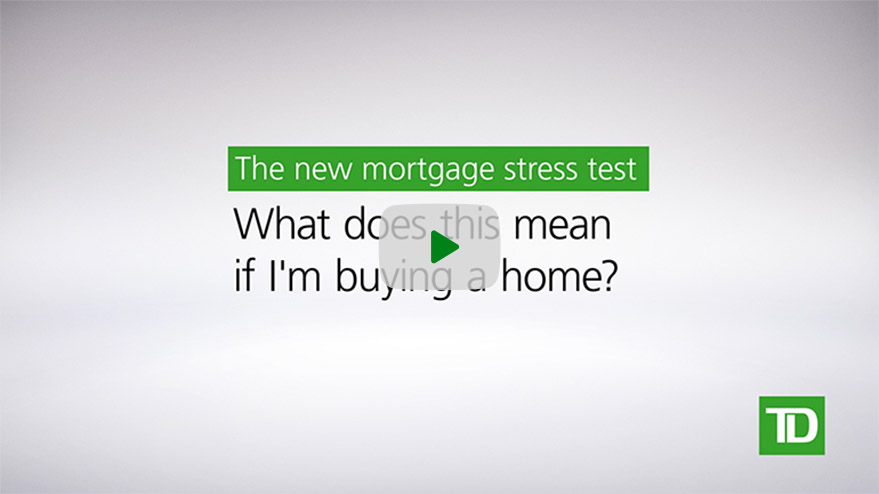 The new mortgage stress test
What does this mean
if I'm buying a home?
TD